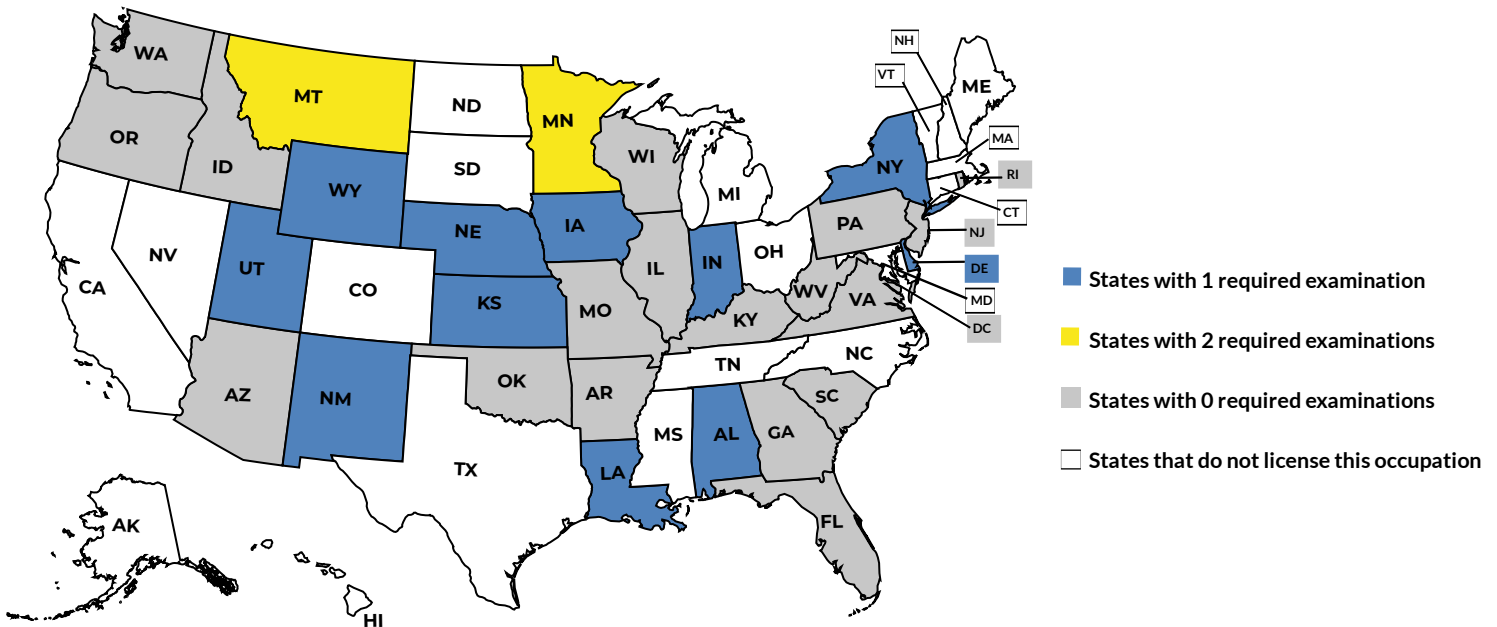 WA
MT
ND
MN
OR
ID
SD
WI
MI
WY
NE
IA
NV
UT
CO
CA
KS
IL
IN
OH
MO
KY
WV
VA
PA
NY
NH
VT
ME
MA
RI
CT
NJ
DE
MD
DC
AZ
NM
OK
AR
TN
NC
SC
MS
AL
GA
LA
TX
FL
AK
HI
States with 1 required examination
States with 2 required examinations
States with 0 required examinations
States that do not license this occupation